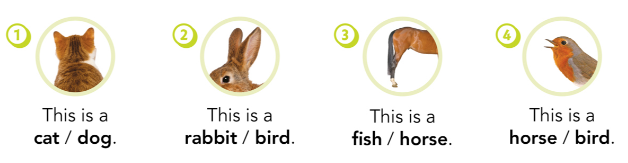 1 2 3 4
This is a This is a This is a This is a
cat / dog. rabbit / bird. fish / horse. horse / bird.